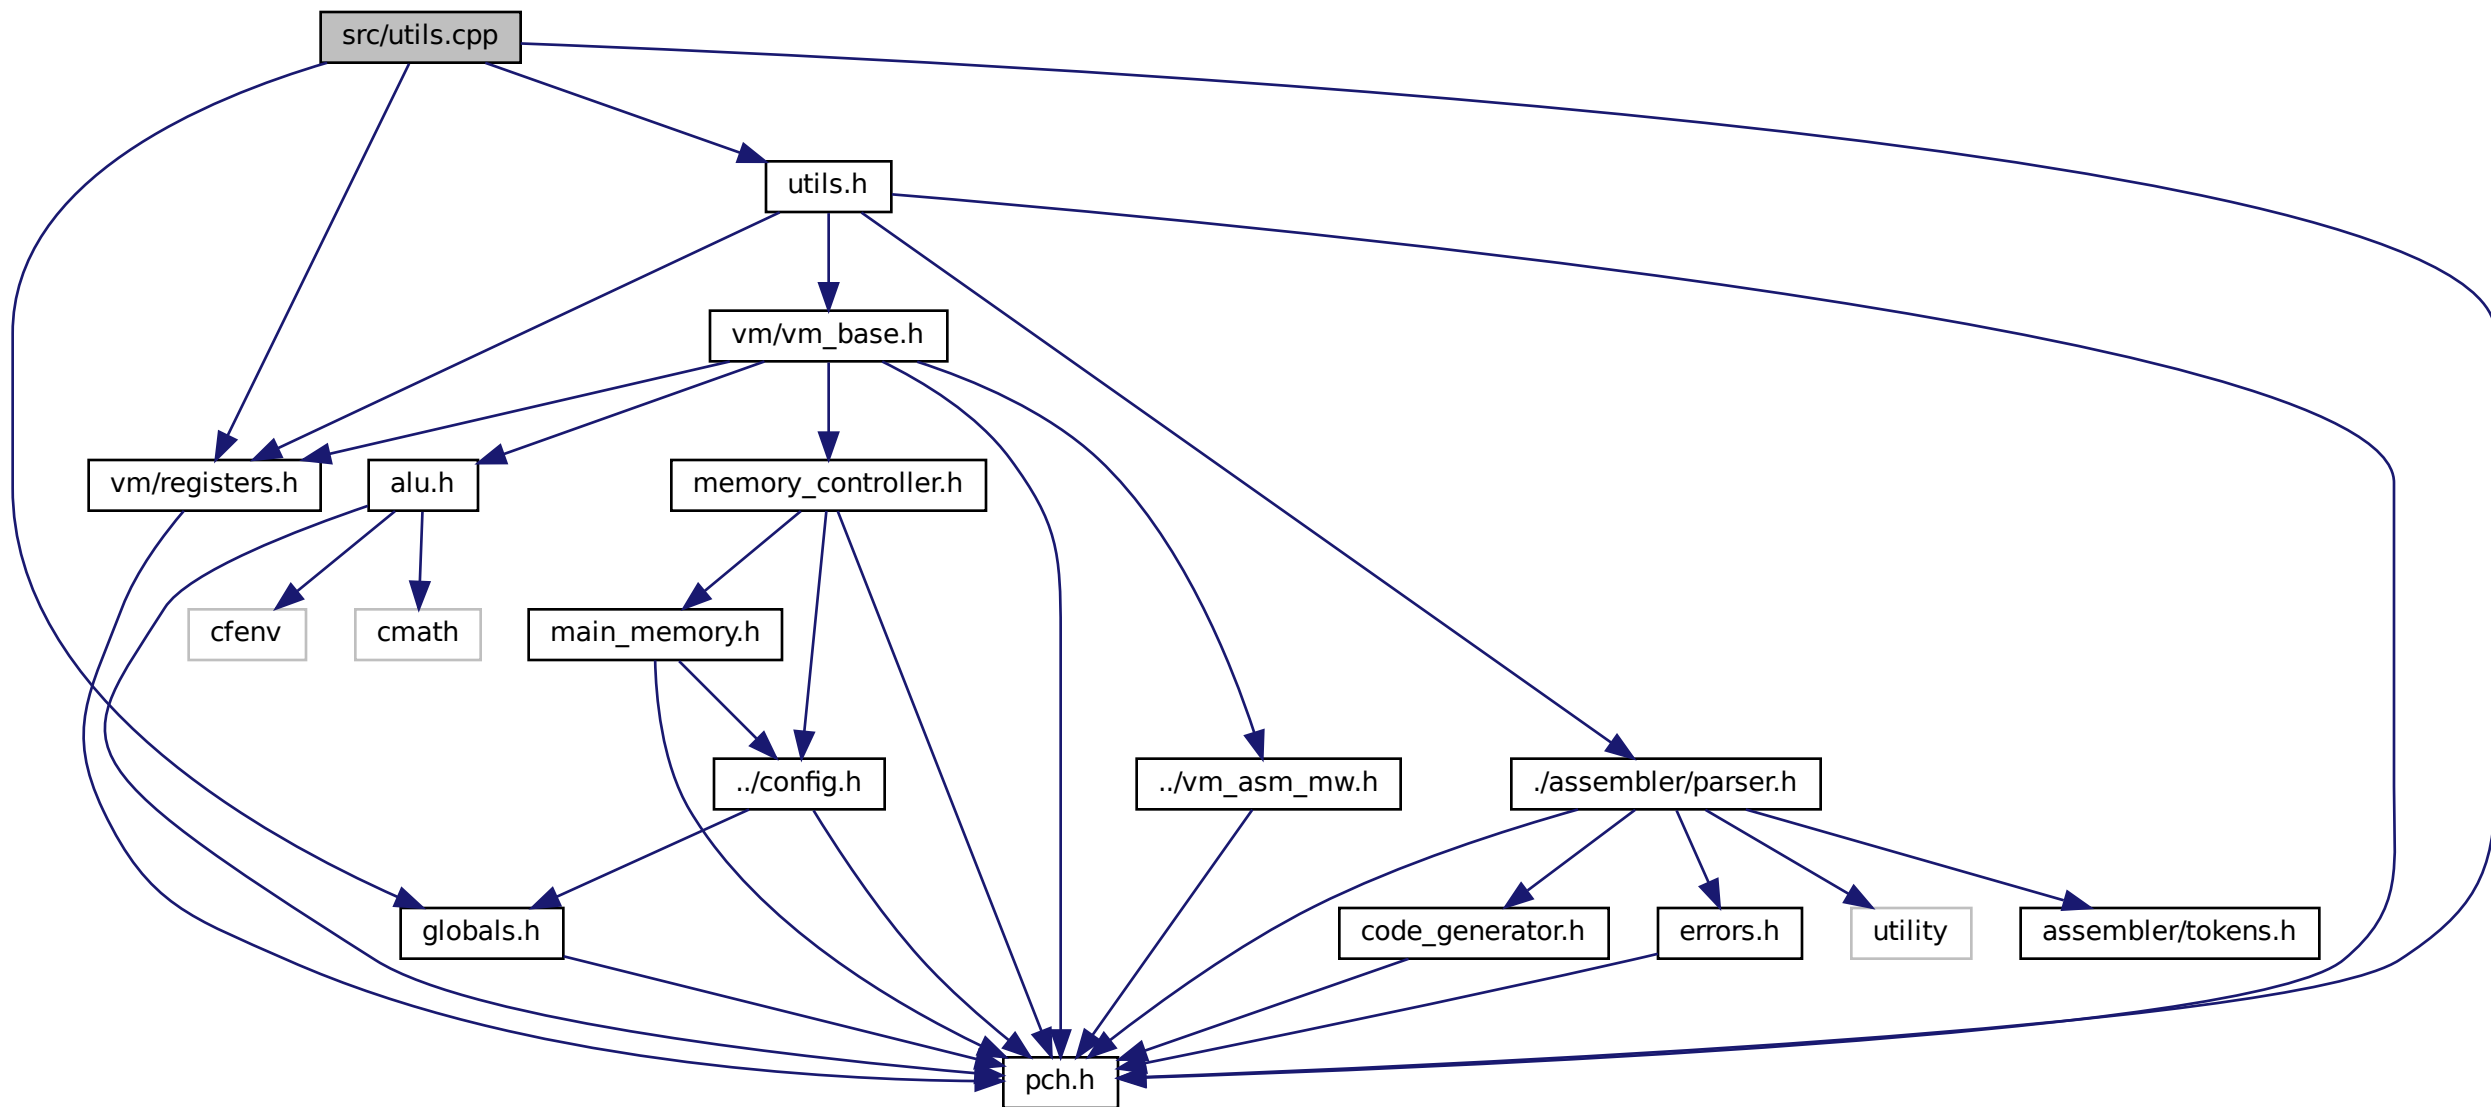 src/utils.cpp
utils.h
vm/vm_base.h
vm/registers.h
alu.h
memory_controller.h
cfenv
cmath
main_memory.h
../config.h
../vm_asm_mw.h
./assembler/parser.h
globals.h
code_generator.h
errors.h
utility
assembler/tokens.h
pch.h